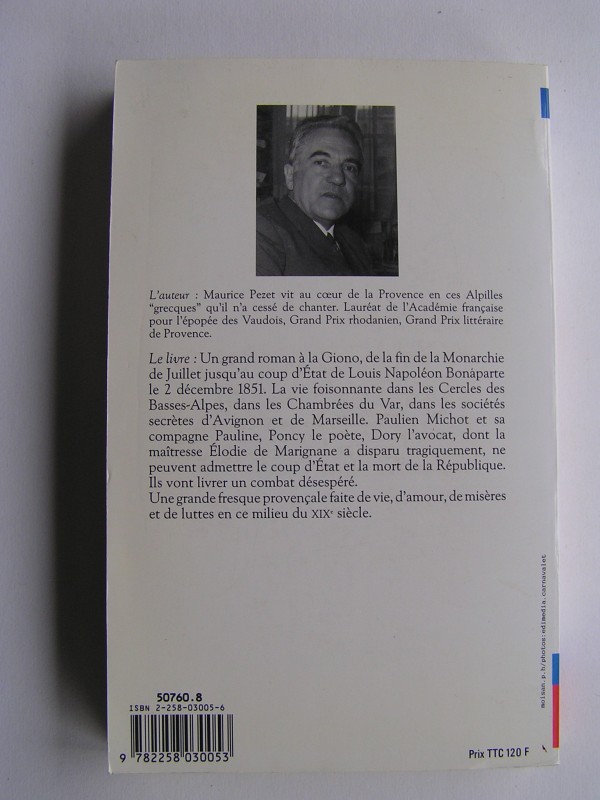 L'auteur : Maurice Pezet vit au cœur de la Provence en ces Alpilles
"grecques" qu'il n'a cessé de chanter. Lauréat de l'Académie française
pour l'épopée des Vaudois, Grand Prix rhodanien, Grand Prix littéraire
de Provence.
Le livre : Un grand roman à la Giono, de la fin de la Monarchie
de Juillet jusqu'au coup d'État de Louis Napoléon Bonaparte
le 2 décembre 1851. La vie foisonnante dans les Cercles des
Basses-Alpes, dans les Chambrées du Var, dans les sociétés
secrètes d'Avignon et de Marseille. Paulien Michot et sa
compagne Pauline, Poncy le poète, Dory l'avocat, dont la
maîtresse Élodie de Marignane a disparu tragiquement, ne
peuvent admettre le coup d'État et la mort de la République.
Ils vont livrer un combat désespéré.
Une grande fresque provençale faite de vie, d'amour, de misères
et de luttes en ce milieu du XIXe siècle.
moisan.p.h/photos:edimedia.carnavalet
50760.8
ISBN 2-258-03005-6
9 782258 030053
Prix TTC 120 F